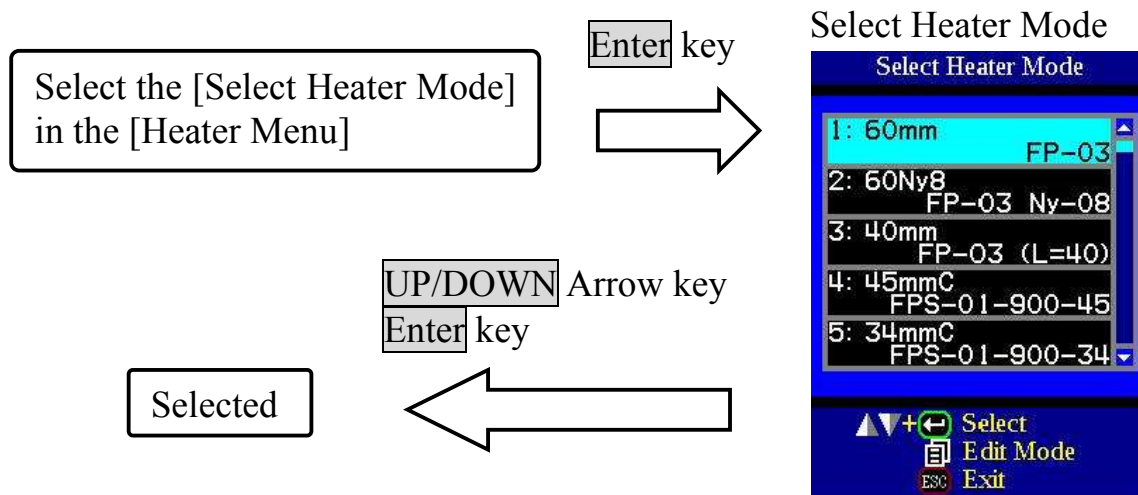 Select the [Select Heater Mode]
in the [Heater Menu]
Enter key
Select Heater Mode
Select Heater Mode
1: 60mm
FP-03
2: 60Ny8
FP-03 Ny-08
3: 40mm
FP-03 (L=40)
4: 45mmC
FPS-01-900-45
5: 34mmC
FPS-01-900-34
+ Select
Edit Mode
ESC Exit
UP/DOWN Arrow key
Enter key
Selected